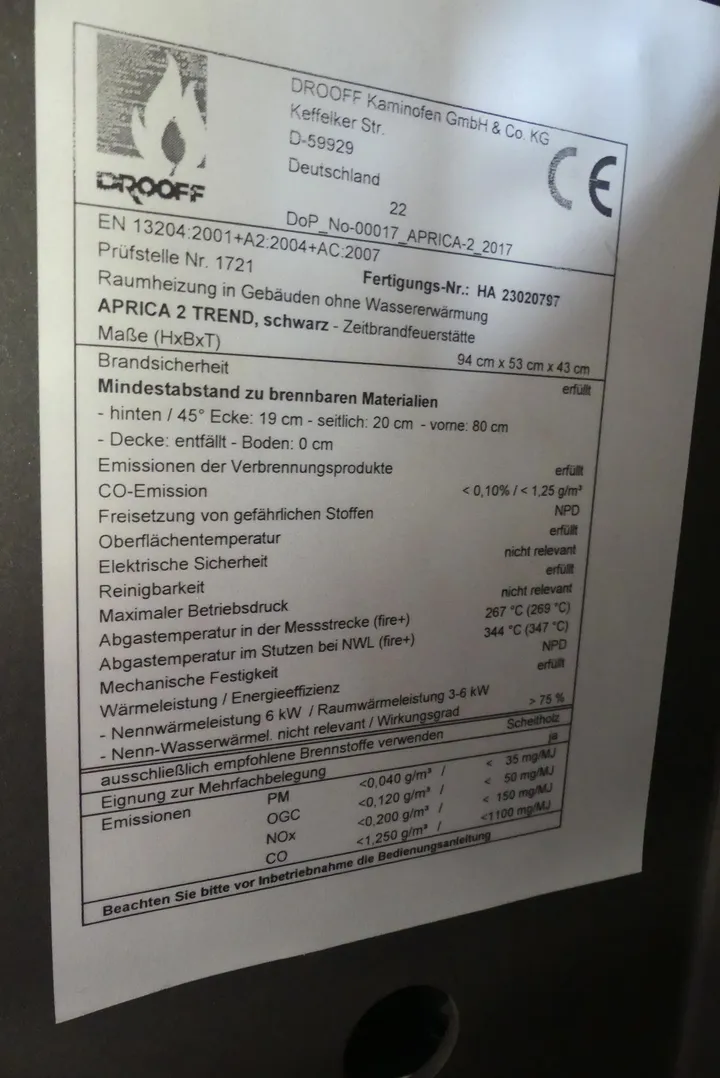 DROOFF
DROOFF Kaminofen GmbH & Co. KG
Keffelker Str.
D-59929
Deutschland
CE
22
DoP_No-00017_APRICA-2_2017
EN 13204:2001+A2:2004+AC:2007
Prüfstelle Nr. 1721
Fertigungs-Nr.: HA 23020797
Raumheizung in Gebäuden ohne Wassererwärmung
APRICA 2 TREND, schwarz - Zeitbrandfeuerstätte
Maße (HxBxT) 94 cm x 53 cm x 43 cm
Brandsicherheit erfüllt
Mindestabstand zu brennbaren Materialien
- hinten / 45° Ecke: 19 cm - seitlich: 20 cm - vorne: 80 cm
- Decke: entfällt - Boden: 0 cm
Emissionen der Verbrennungsprodukte erfüllt
CO-Emission < 0,10% / < 1,25 g/m³
Freisetzung von gefährlichen Stoffen NPD
Oberflächentemperatur erfüllt
Elektrische Sicherheit nicht relevant
Reinigbarkeit erfüllt
Maximaler Betriebsdruck nicht relevant
Abgastemperatur in der Messstrecke (fire+) 267 °C (269 °C)
Abgastemperatur im Stutzen bei NWL (fire+) 344 °C (347 °C)
Mechanische Festigkeit NPD
Wärmeleistung / Energieeffizienz erfüllt
- Nennwärmeleistung 6 kW / Raumwärmeleistung 3-6 kW
- Nenn-Wasserwärmel. nicht relevant / Wirkungsgrad > 75 %
ausschließlich empfohlene Brennstoffe verwenden Scheitholz
Eignung zur Mehrfachbelegung ja
Emissionen PM <0,040 g/m³ / < 35 mg/MJ
OGC <0,120 g/m³ / < 50 mg/MJ
NOx <0,200 g/m³ / < 150 mg/MJ
CO <1,250 g/m³ / <1100 mg/MJ
Beachten Sie bitte vor Inbetriebnahme die Bedienungsanleitung